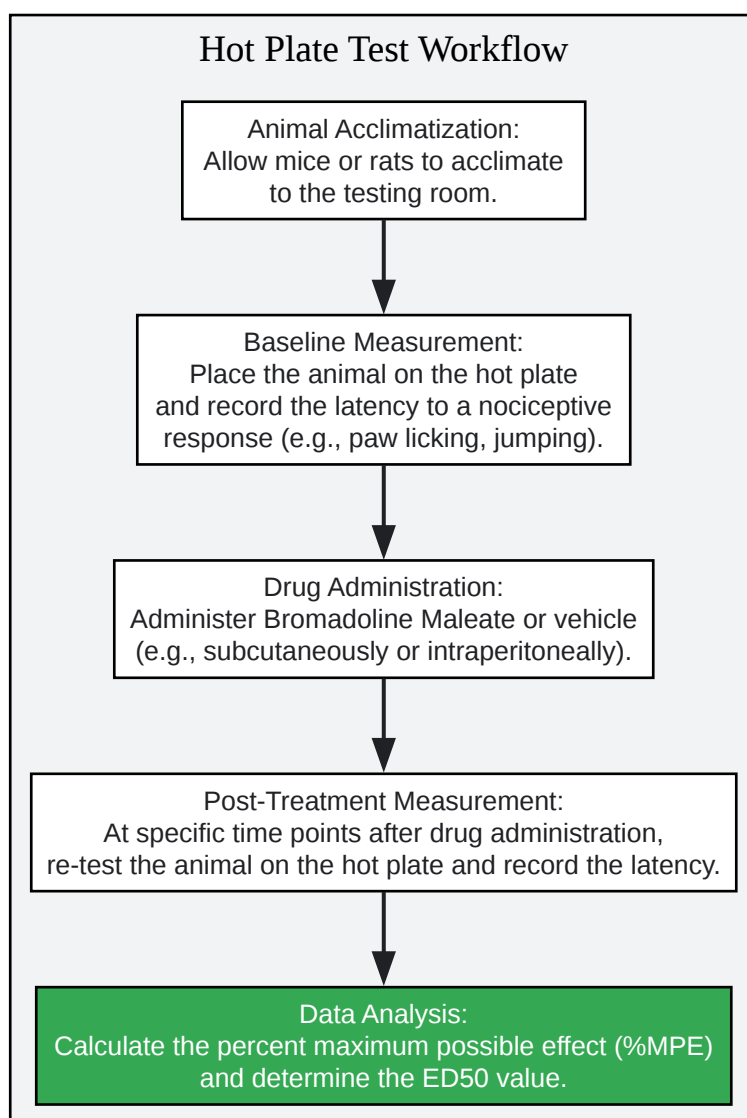 Hot Plate Test Workflow
Animal Acclimatization:
Allow mice or rats to acclimate
to the testing room.
Baseline Measurement:
Place the animal on the hot plate
and record the latency to a nociceptive
response (e.g., paw licking, jumping).
Drug Administration:
Administer Bromadoline Maleate or vehicle
(e.g., subcutaneously or intraperitoneally).
Post-Treatment Measurement:
At specific time points after drug administration,
re-test the animal on the hot plate and record the latency.
Data Analysis:
Calculate the percent maximum possible effect (%MPE)
and determine the ED50 value.